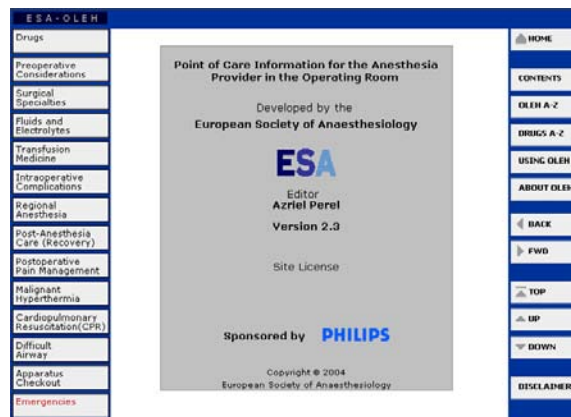 ESA-OLEH
Drugs
Preoperative
Considerations
Surgical
Specialties
Fluids and
Electrolytes
Transfusion
Medicine
Intraoperative
Complications
Regional
Anesthesia
Post-Anesthesia
Care (Recovery)
Postoperative
Pain Management
Malignant
Hyperthermia
Cardiopulmonary
Resuscitation(CPR)
Difficult
Airway
Apparatus
Checkout
Emergencies
Point of Care Information for the Anesthesia
Provider in the Operating Room
Developed by the
European Society of Anaesthesiology
ESA
Editor
Azriel Perel
Version 2.3
Site License
Sponsored by PHILIPS
Copyright © 2004
European Society of Anaesthesiology
HOME
CONTENTS
OLEH A-Z
DRUGS A-Z
USING OLEH
ABOUT OLEH
BACK
FWD
TOP
UP
DOWN
DISCLAIMER